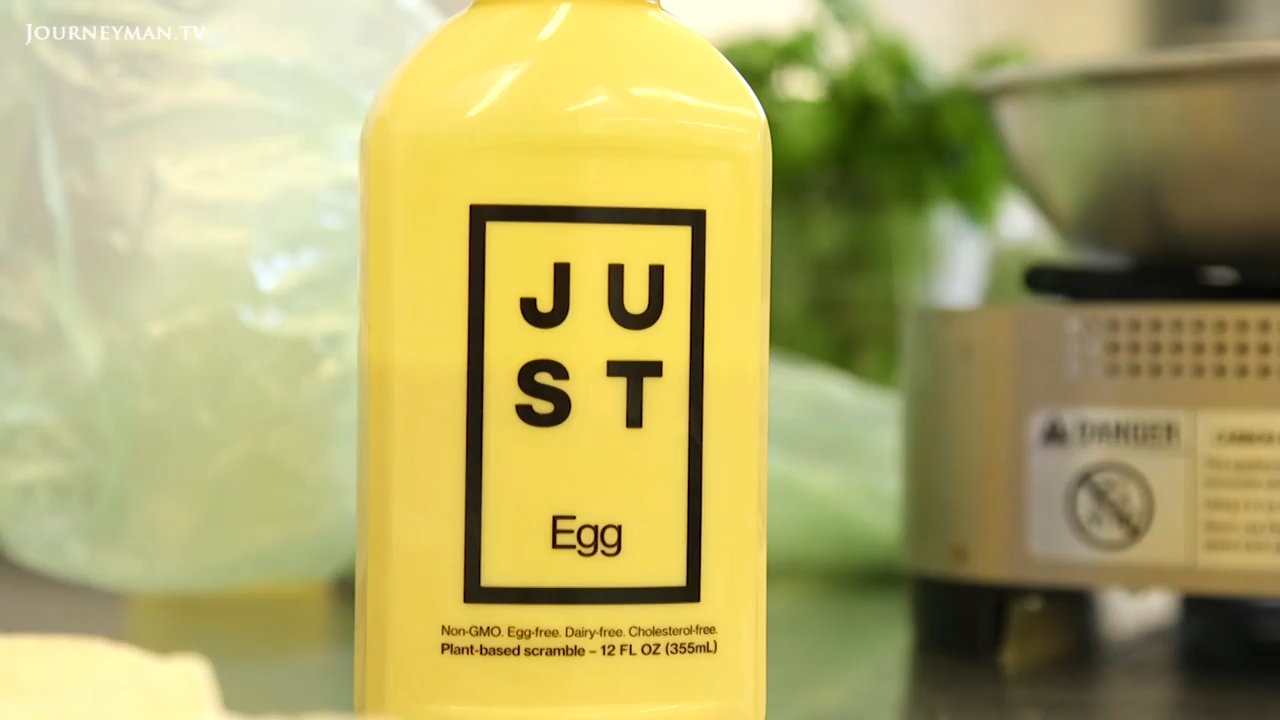 JOURNEYMAN.TV
JU
ST
Egg
Non-GMO. Egg-free. Dairy-free. Cholesterol-free.
Plant-based scramble – 12 FL OZ (355mL)
DANGER